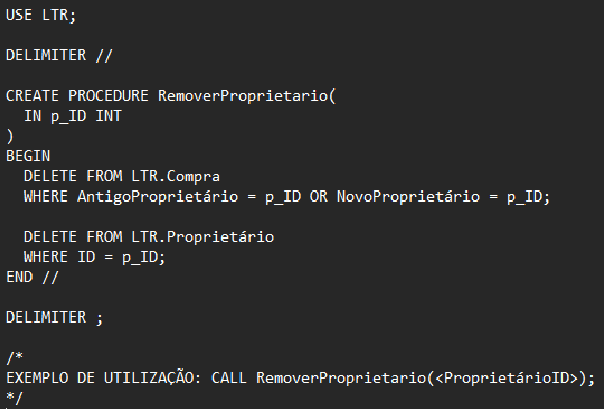 USE LTR;
DELIMITER //
CREATE PROCEDURE RemoverProprietario(
IN p_ID INT
)
BEGIN
DELETE FROM LTR.Compra
WHERE AntigoProprietário = p_ID OR NovoProprietário = p_ID;
DELETE FROM LTR.Proprietário
WHERE ID = p_ID;
END //
DELIMITER ;
/*
EXEMPLO DE UTILIZAÇÃO: CALL RemoverProprietario(<ProprietárioID>);
*/